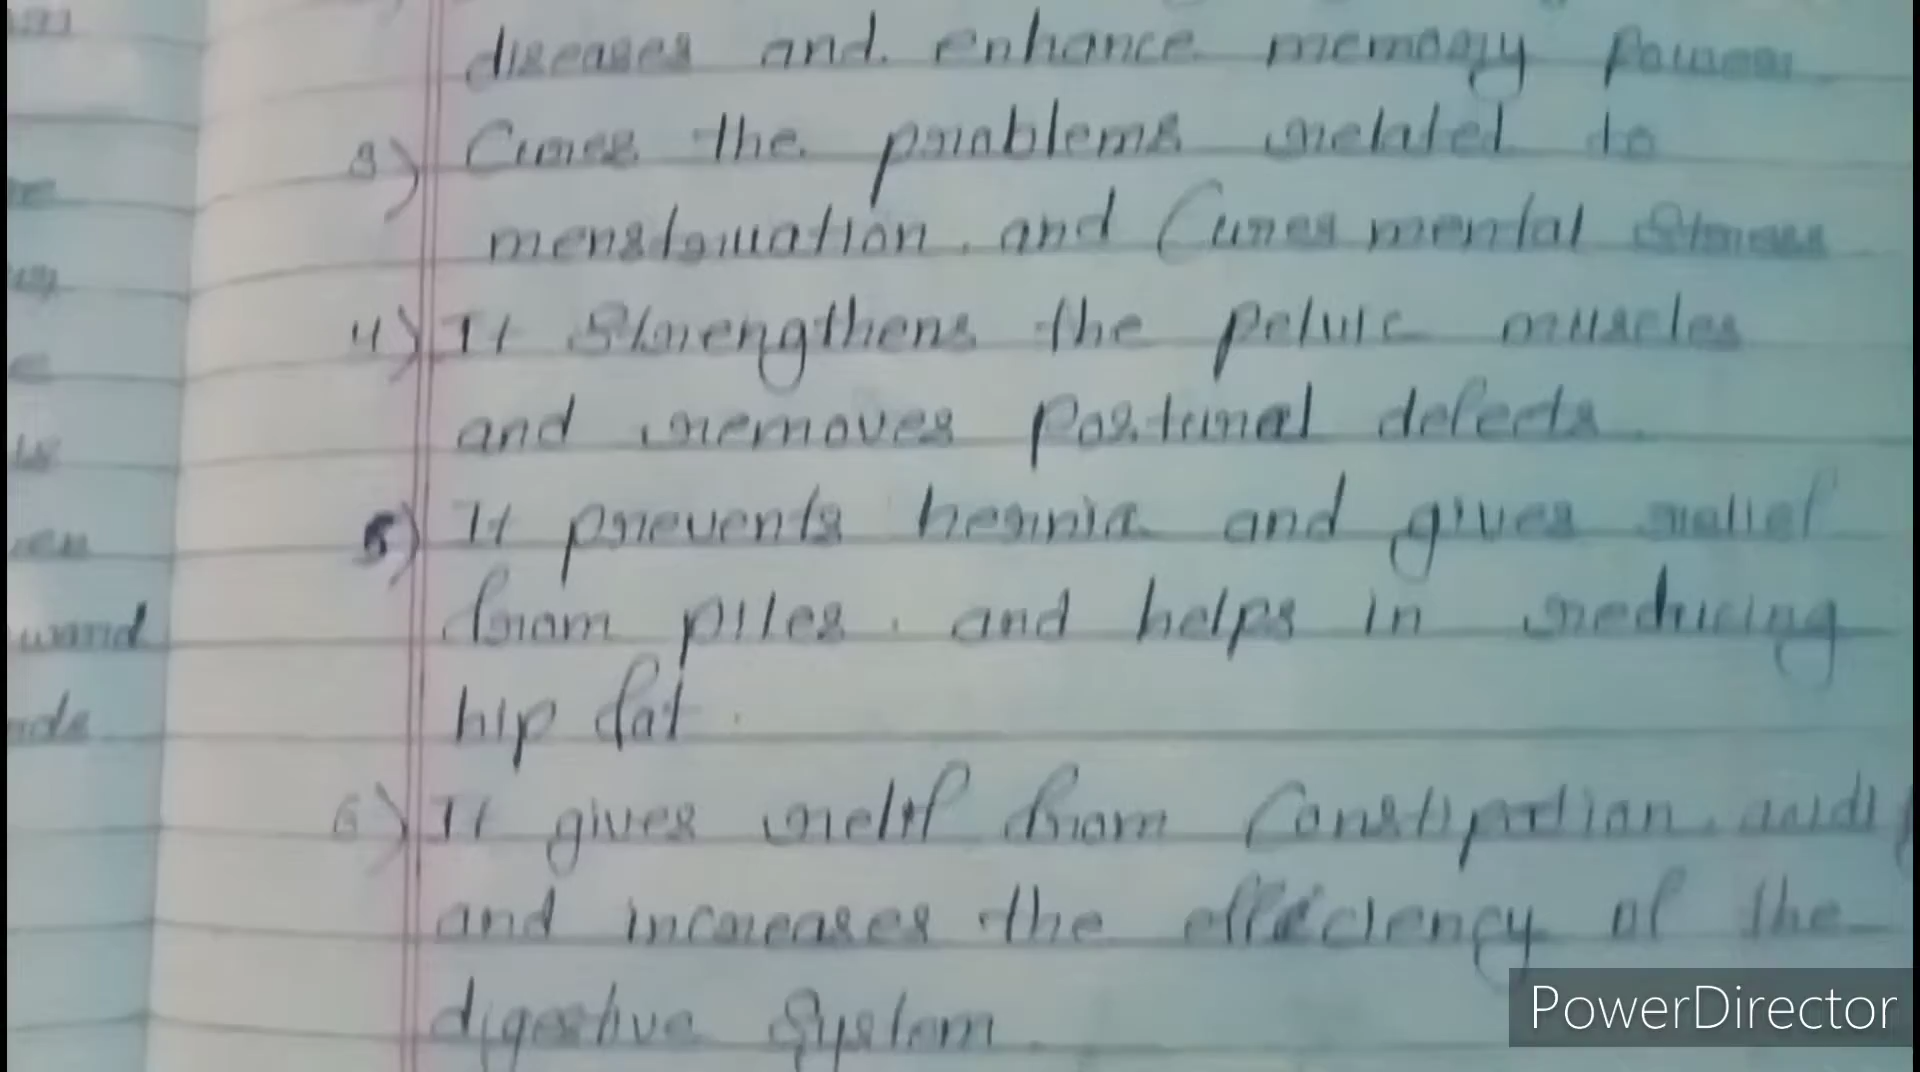 diseases and enhance memory power
3) Cures the problems related to
menstruation and Cures mental Stress
4) It Strengthens the pelvic muscles
and removes postural defects.
5) It prevents hernia and gives relief
from piles. and helps in reducing
hip fat.
6) It gives relif from Constipation,
and increases the efficiency of the
digestive System.
ward
PowerDirector